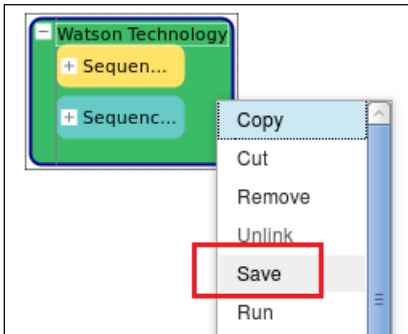 Watson Technology
Sequen...
Sequenc...
Copy
Cut
Remove
Unlink
Save
Run